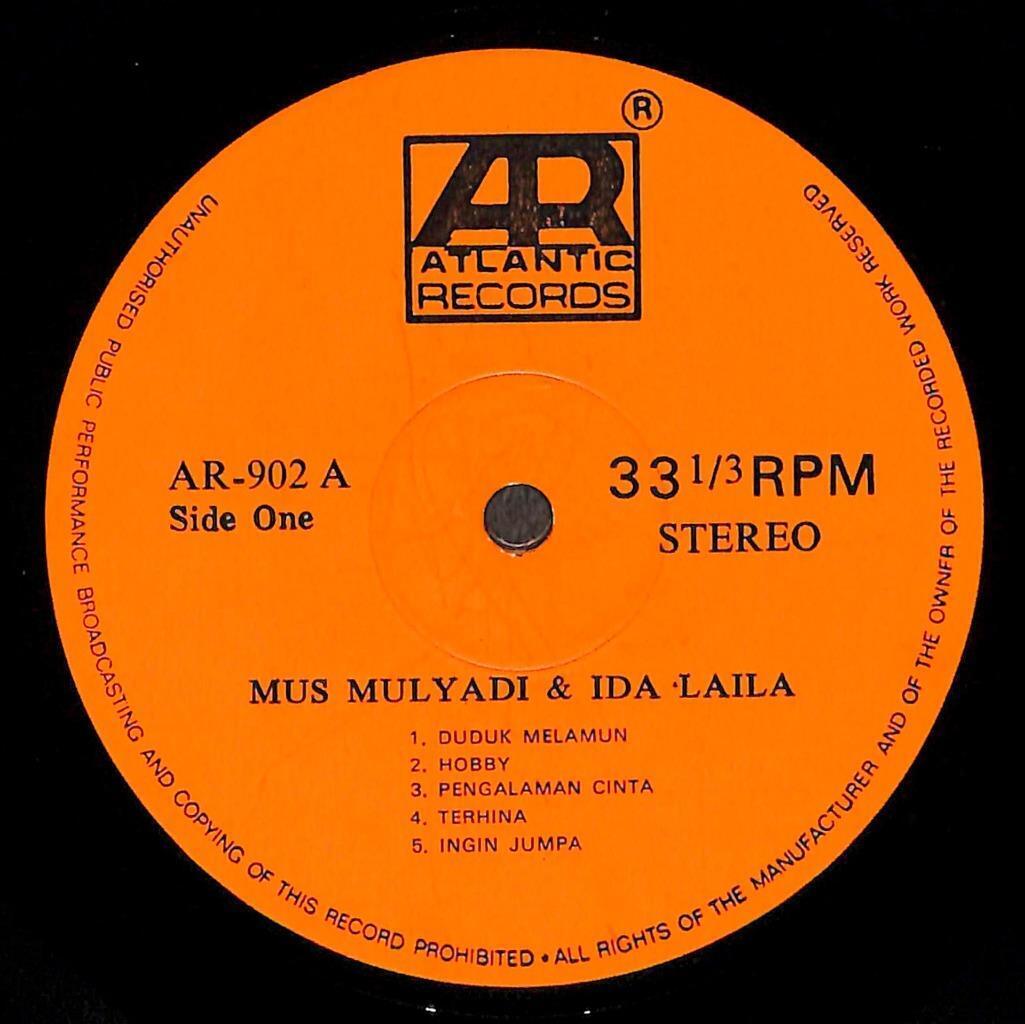 ®
AR
ATLANTIC
RECORDS
AR-902 A
Side One
33 1/3 RPM
STEREO
MUS MULYADI & IDA LAILA
1. DUDUK MELAMUN
2. HOBBY
3. PENGALAMAN CINTA
4. TERHINA
5. INGIN JUMPA
UNAUTHORISED PUBLIC PERFORMANCE BROADCASTING AND COPYING OF THIS RECORD PROHIBITED • ALL RIGHTS OF THE MANUFACTURER AND OF THE OWNER OF THE RECORDED WORK RESERVED